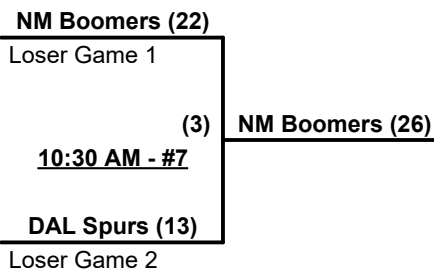 NM Boomers (22)
Loser Game 1
(3)
NM Boomers (26)
10:30 AM - #7
DAL Spurs (13)
Loser Game 2